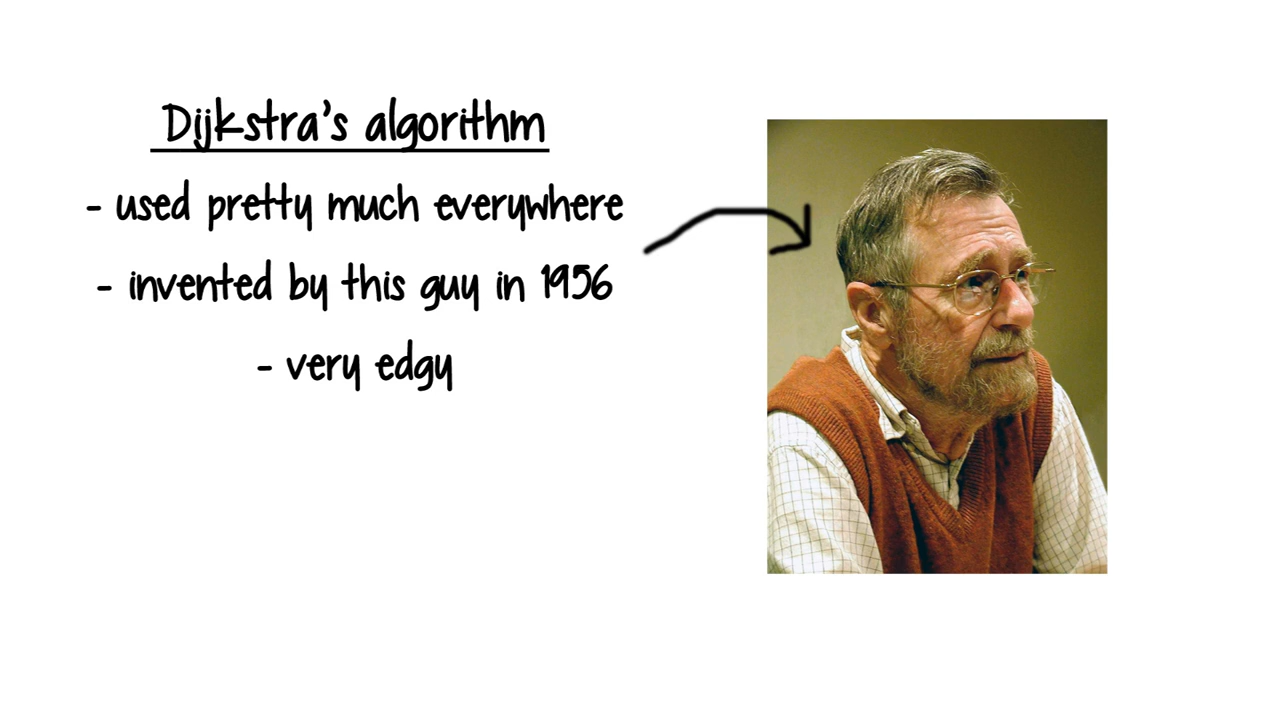 Dijkstra's algorithm
- used pretty much everywhere
- invented by this guy in 1956
- very edgy